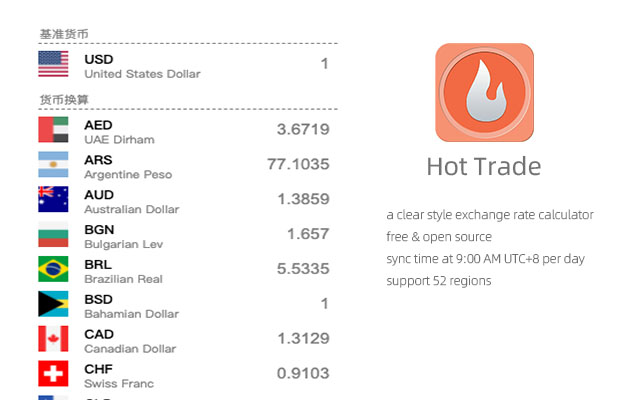 基准货币
USD
United States Dollar
1
货币换算
AED
UAE Dirham
3.6719
ARS
Argentine Peso
77.1035
AUD
Australian Dollar
1.3859
BGN
Bulgarian Lev
1.657
BRL
Brazilian Real
5.5335
BSD
Bahamian Dollar
1
CAD
Canadian Dollar
1.3129
CHF
Swiss Franc
0.9103
Hot Trade
a clear style exchange rate calculator
free & open source
sync time at 9:00 AM UTC+8 per day
support 52 regions